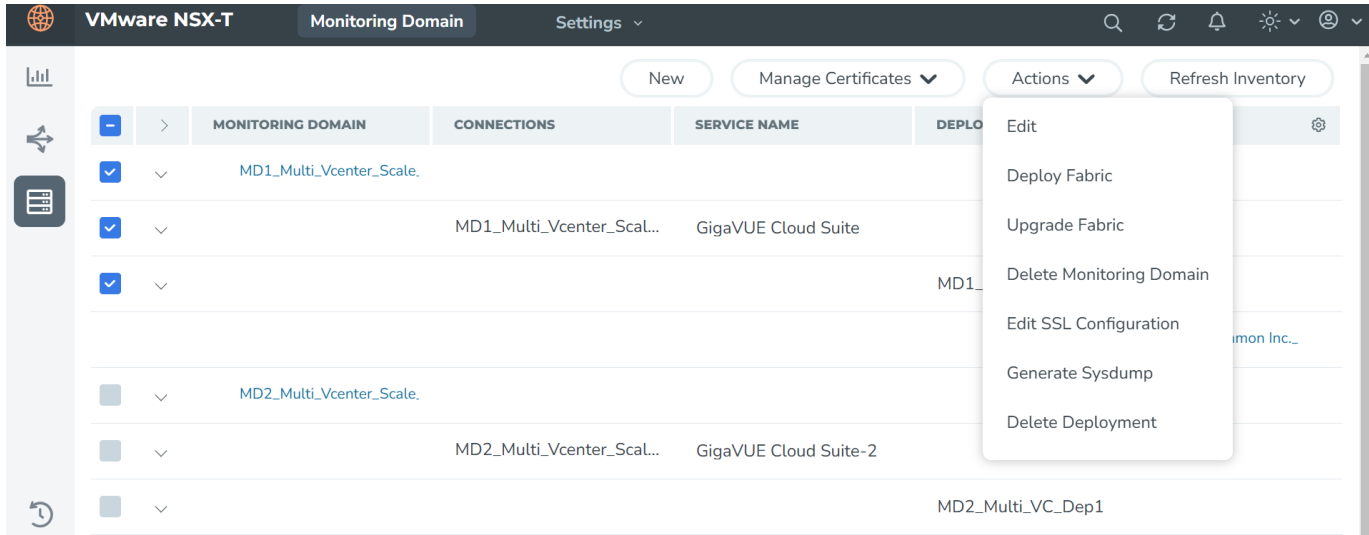 VMware NSX-T Monitoring Domain Settings
New Manage Certificates Actions Refresh Inventory
MONITORING DOMAIN CONNECTIONS SERVICE NAME DEPLO
Edit
MD1_Multi_Vcenter_Scale_
Deploy Fabric
MD1_Multi_Vcenter_Scal... GigaVUE Cloud Suite
Upgrade Fabric
Delete Monitoring Domain
MD1_
Edit SSL Configuration
mon Inc._
Generate Sysdump
MD2_Multi_Vcenter_Scale_
Delete Deployment
MD2_Multi_Vcenter_Scal... GigaVUE Cloud Suite-2
MD2_Multi_VC_Dep1